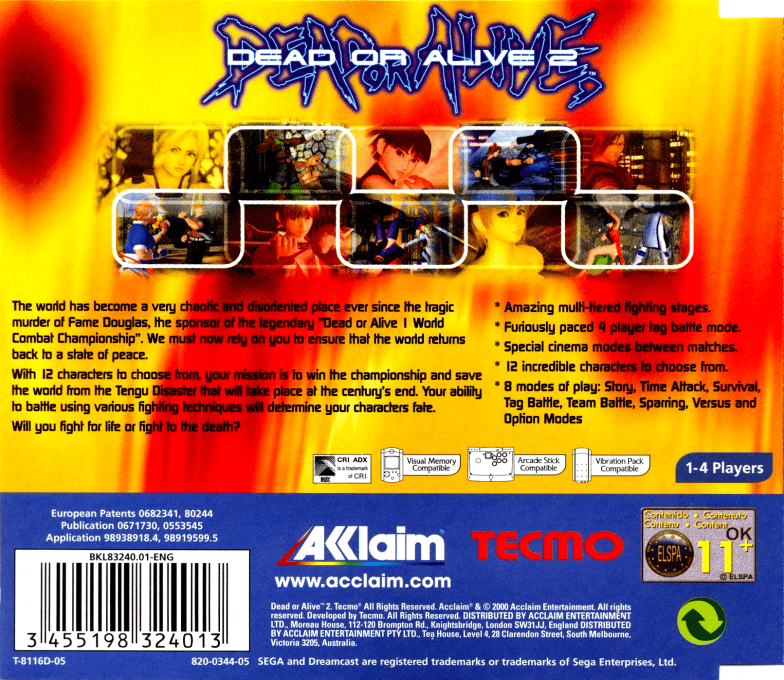 DEAD OR ALIVE 2
DEAD OR ALIVE
™
The world has become a very chaotic and disoriented place ever since the tragic
murder of Fame Douglas, the sponsor of the legendary "Dead or Alive 1 World
Combat Championship". We must now rely on you to ensure that the world returns
back to a state of peace.
With 12 characters to choose from, your mission is to win the championship and save
the world from the Tengu Disaster that will take place at the century's end. Your ability
to battle using various fighting techniques will determine your characters fate.
Will you fight for life or fight to the death?
* Amazing multi-tiered fighting stages.
* Furiously paced 4 player tag battle mode.
* Special cinema modes between matches.
* 12 incredible characters to choose from.
* 8 modes of play: Story, Time Attack, Survival,
Tag Battle, Team Battle, Sparring, Versus and
Option Modes
CRI ADX
is a trademark
of CRI.
Visual Memory
Compatible
Arcade Stick
Compatible
Vibration Pack
Compatible
1-4 Players
European Patents 0682341, 80244
Publication 0671730, 0553545
Application 98938918.4, 98919599.5
BKL83240.01-ENG
3 455198 324013
T-8116D-05
820-0344-05
AKKlaim
www.acclaim.com
TECMO
Contenido • Contenuto
Contenu • Content
ELSPA
OK
11+
© ELSPA
Dead or Alive™ 2. Tecmo® All Rights Reserved. Acclaim® & © 2000 Acclaim Entertainment. All rights
reserved. Developed by Tecmo. All Rights Reserved. DISTRIBUTED BY ACCLAIM ENTERTAINMENT
LTD., Moreau House, 112-120 Brompton Rd., Knightsbridge, London SW31JJ, England DISTRIBUTED
BY ACCLAIM ENTERTAINMENT PTY LTD., Teg House, Level 4, 28 Clarendon Street, South Melbourne,
Victoria 3205, Australia.
SEGA and Dreamcast are registered trademarks or trademarks of Sega Enterprises, Ltd.